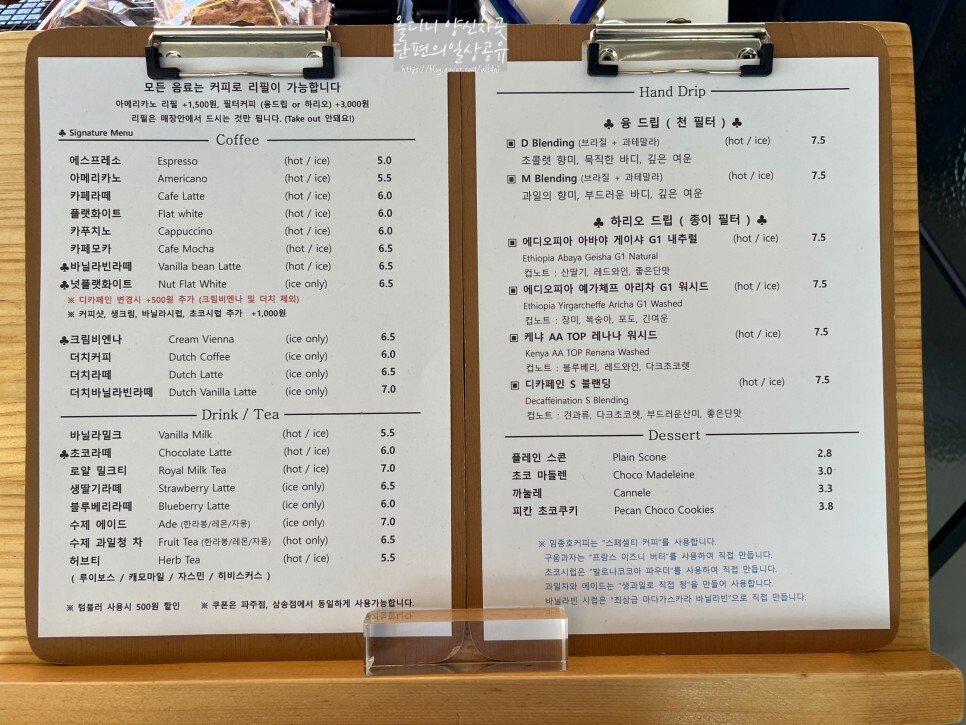 올디니 양신자곳
단편의일상공유
모든 음료는 커피로 리필이 가능합니다
아메리카노 리필 +1,500원, 필터커피 (융드립 or 하리오) +3,000원
리필은 매장안에서 드시는 것만 됩니다. (Take out 안돼요!)
♣ Signature Menu
Coffee
에스프레소 Espresso (hot / ice) 5.0
아메리카노 Americano (hot / ice) 5.5
카페라떼 Cafe Latte (hot / ice) 6.0
플랫화이트 Flat white (hot / ice) 6.0
카푸치노 Cappuccino (hot / ice) 6.0
카페모카 Cafe Mocha (hot / ice) 6.5
♣바닐라빈라떼 Vanilla bean Latte (hot / ice) 6.5
♣넛플랫화이트 Nut Flat White (ice only) 6.5
※ 디카페인 변경시 +500원 추가 (크림비엔나 및 더치 제외)
※ 커피샷, 생크림, 바닐라시럽, 초코시럽 추가 +1,000원
♣크림비엔나 Cream Vienna (ice only) 6.5
더치커피 Dutch Coffee (ice only) 6.0
더치라떼 Dutch Latte (ice only) 6.5
더치바닐라빈라떼 Dutch Vanilla Latte (ice only) 7.0
Drink / Tea
바닐라밀크 Vanilla Milk (hot / ice) 5.5
♣초코라떼 Chocolate Latte (hot / ice) 6.0
로얄 밀크티 Royal Milk Tea (hot / ice) 7.0
생딸기라떼 Strawberry Latte (ice only) 6.5
블루베리라떼 Blueberry Latte (ice only) 6.0
수제 에이드 Ade (한라봉/레몬/자몽) (ice only) 7.0
수제 과일청 차 Fruit Tea (한라봉/레몬/자몽) (hot only) 6.5
허브티 Herb Tea (hot / ice) 5.5
( 루이보스 / 캐모마일 / 자스민 / 히비스커스 )
※ 텀블러 사용시 500원 할인 ※ 쿠폰은 파주점, 삼송점에서 동일하게 사용가능합니다.
Hand Drip
♣ 융 드립 ( 천 필터 ) ♣
▣ D Blending (브라질 + 과테말라) (hot / ice) 7.5
초콜렛 향미, 묵직한 바디, 깊은 여운
▣ M Blending (브라질 + 과테말라) (hot / ice) 7.5
과일의 향미, 부드러운 바디, 깊은 여운
♣ 하리오 드립 ( 종이 필터 ) ♣
▣ 에디오피아 아바야 게이샤 G1 내추럴 (hot / ice) 7.5
Ethiopia Abaya Geisha G1 Natural
컵노트 : 산딸기, 레드와인, 좋은단맛
▣ 에디오피아 예가체프 아리차 G1 워시드 (hot / ice) 7.5
Ethiopia Yirgarcheffe Aricha G1 Washed
컵노트 : 장미, 복숭아, 포도, 긴여운
▣ 케냐 AA TOP 레나나 워시드 (hot / ice) 7.5
Kenya AA TOP Renana Washed
컵노트 : 블루베리, 레드와인, 다크초코렛
▣ 디카페인 S 블랜딩 (hot / ice) 7.5
Decaffeination S Blending
컵노트 : 견과류, 다크초코렛, 부드러운산미, 좋은단맛
Dessert
플레인 스콘 Plain Scone 2.8
초코 마들렌 Choco Madeleine 3.0
까눌레 Cannele 3.3
피칸 초코쿠키 Pecan Choco Cookies 3.8
※ 임종호커피는 "스페셜티 커피"를 사용합니다.
구움과자는 "프랑스 이즈니 버터"를 사용하여 직접 만듭니다.
초코시럽은 "발로나코코아 파우더"를 사용하여 직접 만듭니다.
과일차와 에이드는 "생과일로 직접 청"을 만들어 사용합니다.
바닐라빈 시럽은 "최상급 마다가스카라 바닐라빈"으로 직접 만듭니다.